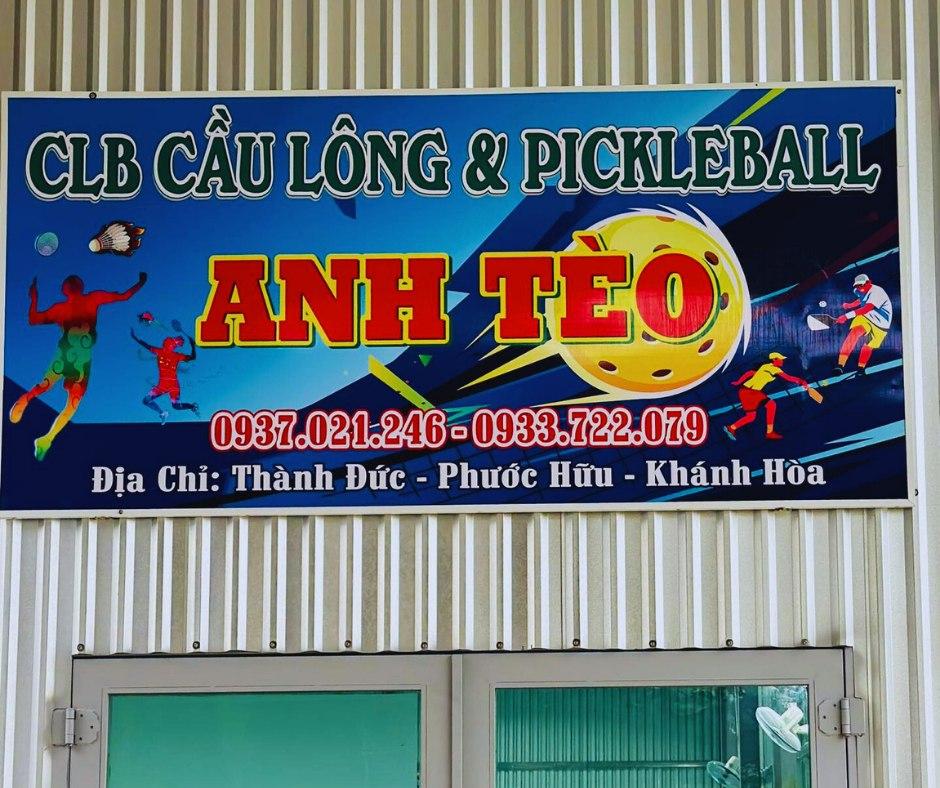 CLB CẦU LÔNG & PICKLEBALL
ANH TÈO
0937.021.246 - 0933.722.079
Địa Chỉ: Thành Đức - Phước Hữu - Khánh Hòa